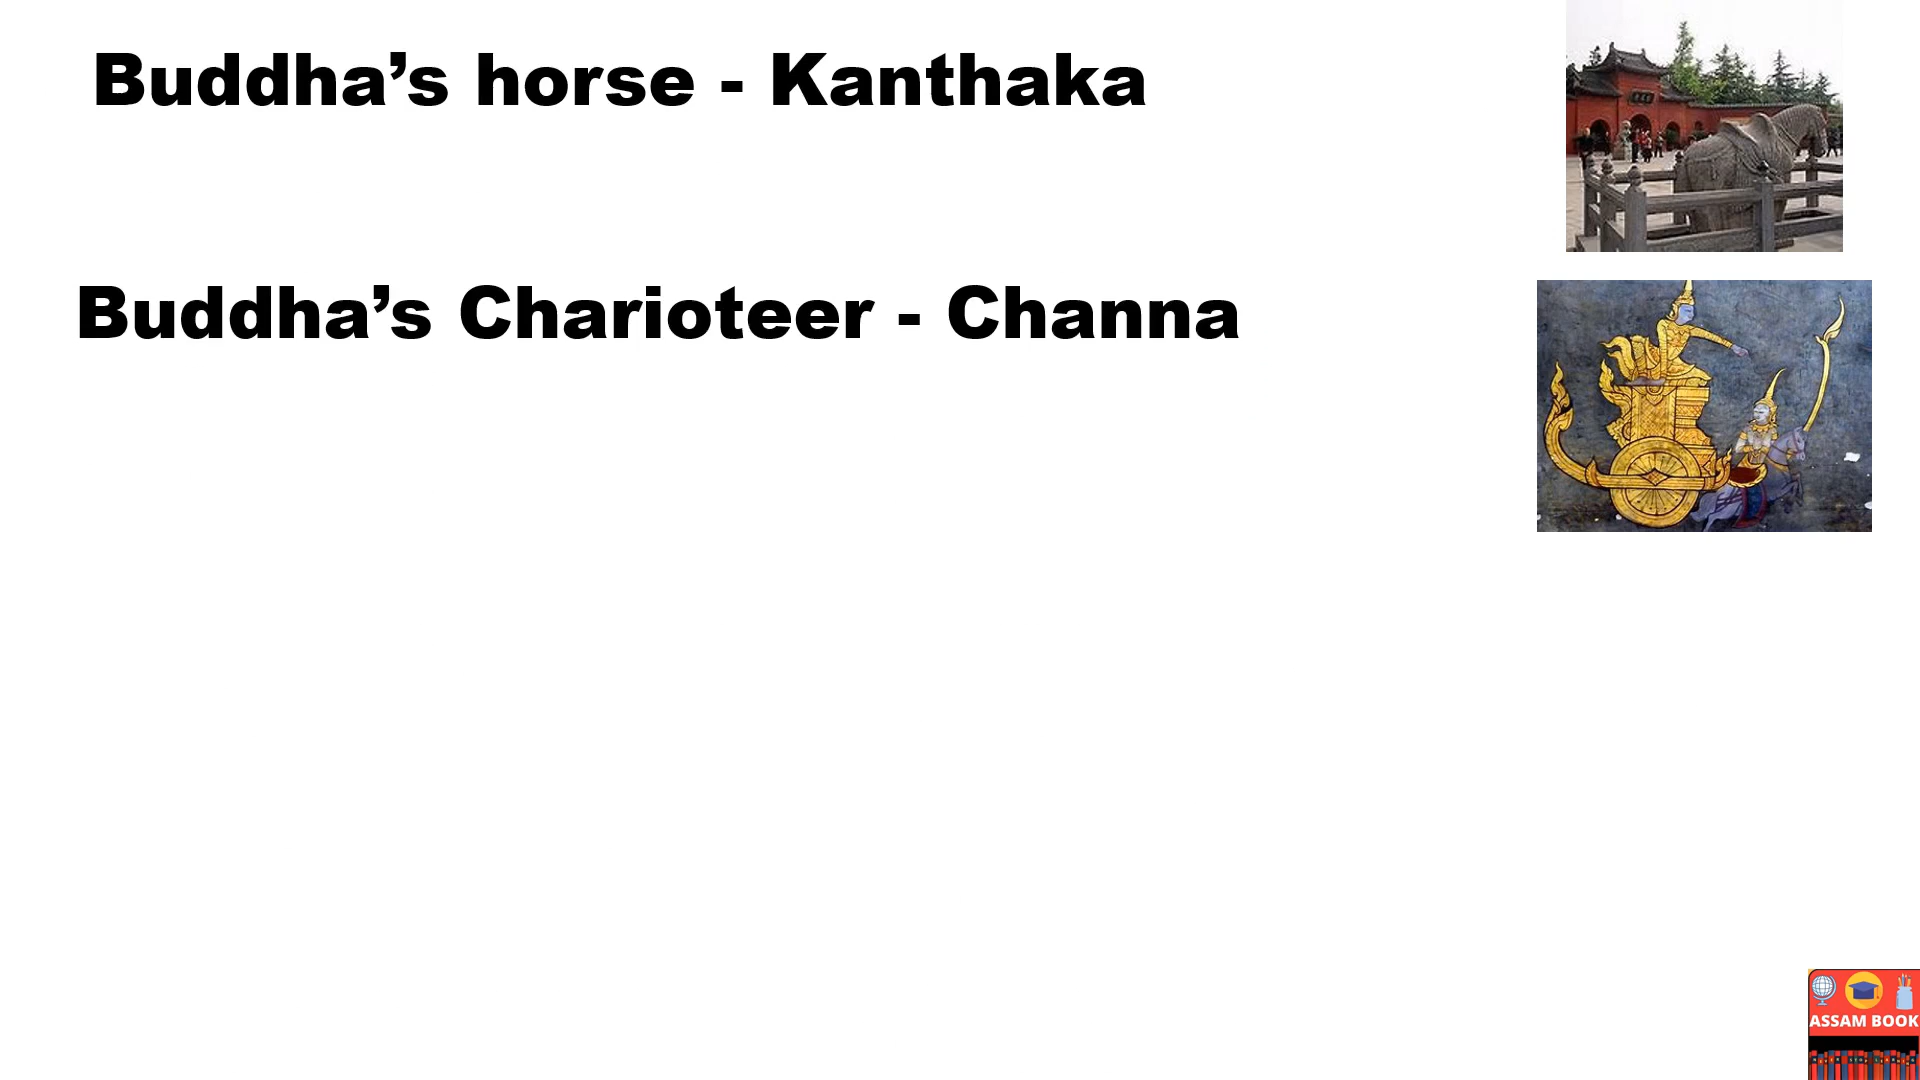 Buddha’s horse - Kanthaka
Buddha’s Charioteer - Channa
ASSAM BOOK